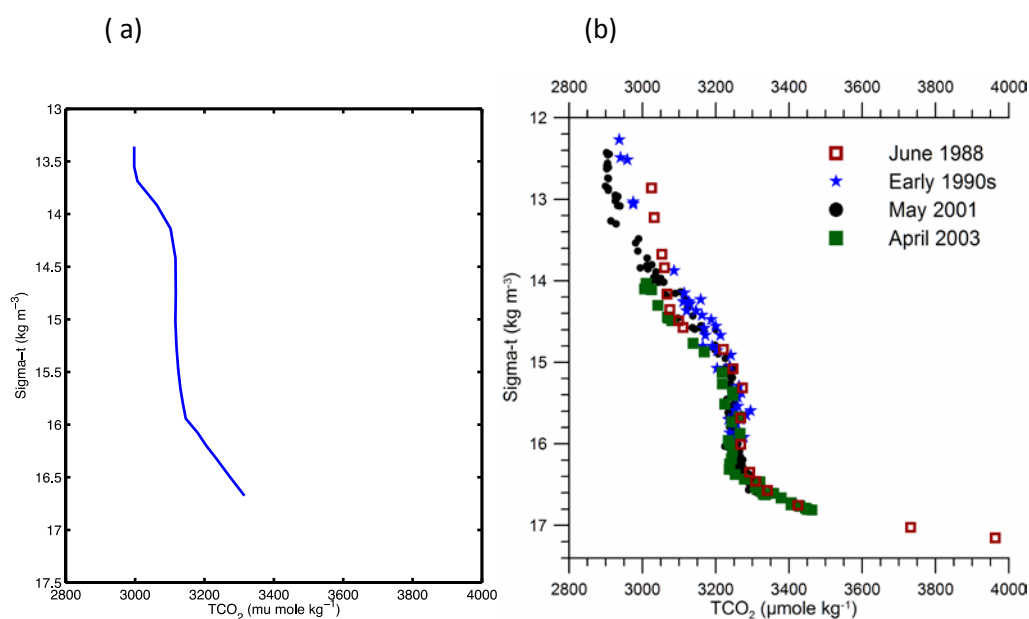 ( a)
(b)
13
13.5
14
14.5
15
15.5
16
16.5
17
17.5
Sigma−t (kg m−3)
2800 3000 3200 3400 3600 3800 4000
TCO2 (mu mole kg−1)
2800 3000 3200 3400 3600 3800 4000
12
13
14
15
16
17
Sigma-t (kg m-3)
June 1988
Early 1990s
May 2001
April 2003
2800 3000 3200 3400 3600 3800 4000
TCO2 (µmole kg-1)